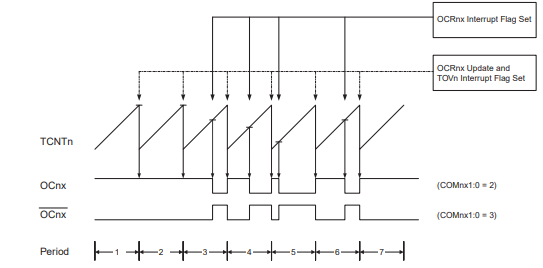 OCRnx Interrupt Flag Set
OCRnx Update and
TOVn Interrupt Flag Set
TCNTn
OCnx
(COMnx1:0 = 2)
OCnx
(COMnx1:0 = 3)
Period
1
2
3
4
5
6
7